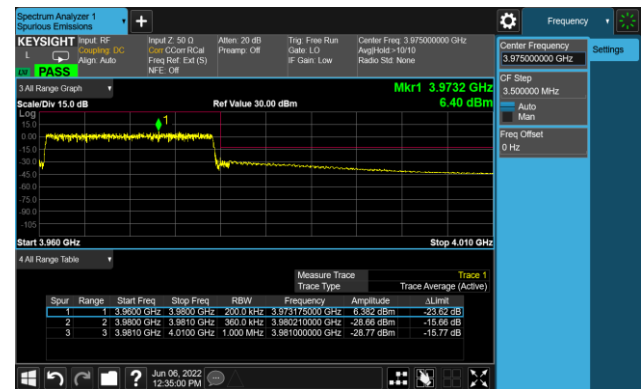 Spectrum Analyzer 1
Spurious Emissions
Frequency
KEYSIGHT Input: RF Input Z: 50 Ω Atten: 20 dB Trig: Free Run Center Freq: 3.975000000 GHz
L Coupling: DC Corr CCorr RCal Preamp: Off Gate: LO Avg|Hold:>10/10
Align: Auto Freq Ref: Ext (S) IF Gain: Low Radio Std: None
PASS NFE: Off
Center Frequency
3.975000000 GHz
Settings
CF Step
3.500000 MHz
Auto
Man
Freq Offset
0 Hz
3 All Range Graph
Mkr1 3.9732 GHz
Scale/Div 15.0 dB Ref Value 30.00 dBm 6.40 dBm
Log
15.0
0.00
-15.0
-30.0
-45.0
-60.0
-75.0
-90.0
-105
1
Start 3.960 GHz Stop 4.010 GHz
4 All Range Table
Measure Trace Trace 1
Trace Type Trace Average (Active)
Spur Range Start Freq Stop Freq RBW Frequency Amplitude ΔLimit
1 1 3.9600 GHz 3.9800 GHz 200.0 kHz 3.973175000 GHz 6.382 dBm -23.62 dB
2 2 3.9800 GHz 3.9810 GHz 360.0 kHz 3.980210000 GHz -28.66 dBm -15.66 dB
3 3 3.9810 GHz 4.0100 GHz 1.000 MHz 3.981000000 GHz -28.77 dBm -15.77 dB
Jun 06, 2022
12:35:00 PM